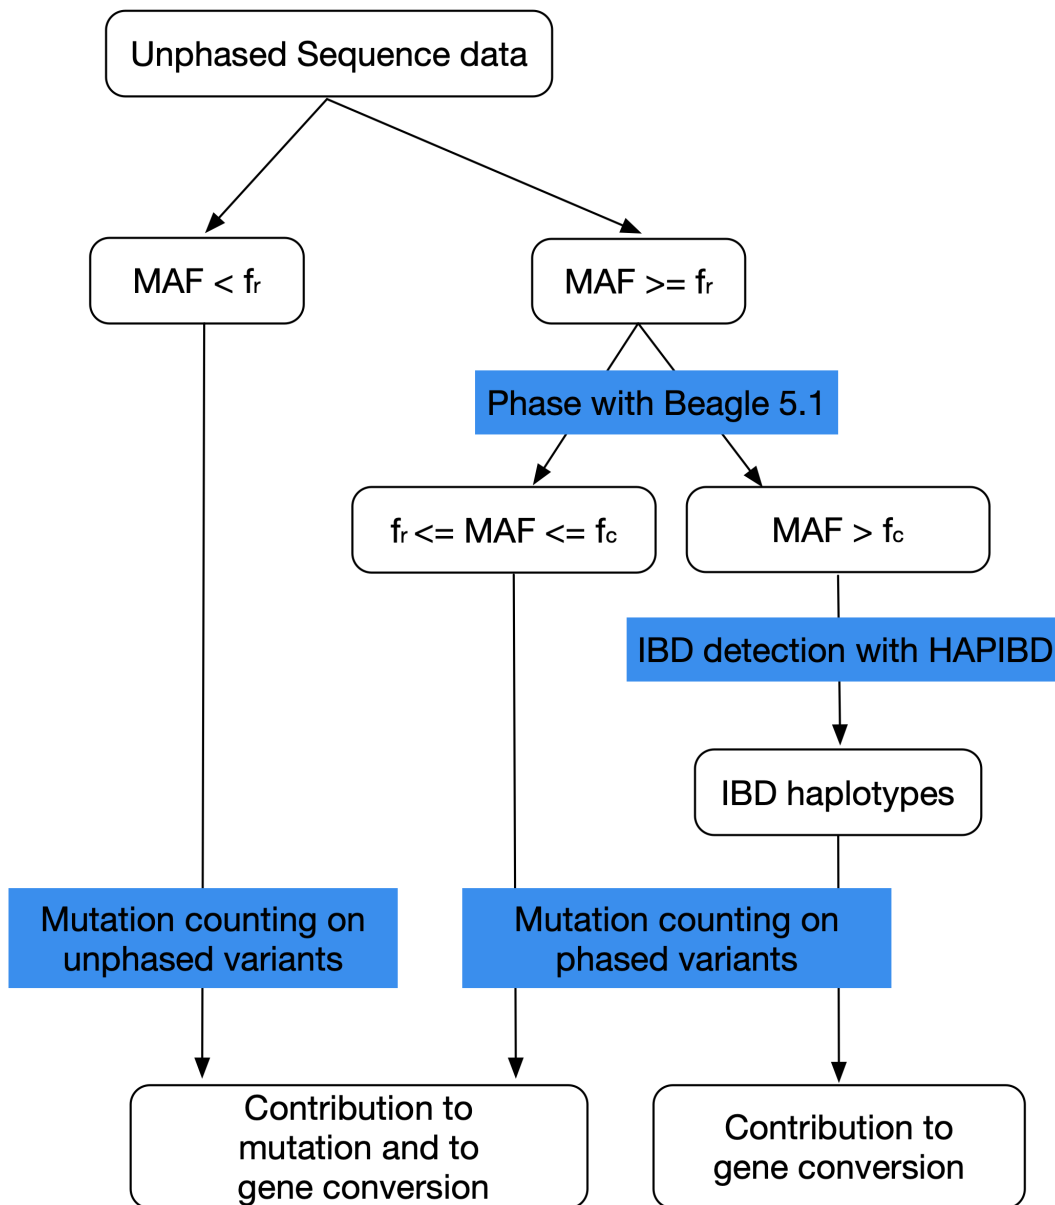 Unphased Sequence data
MAF < fr
MAF >= fr
Phase with Beagle 5.1
fr <= MAF <= fc
MAF > fc
IBD detection with HAPIBD
IBD haplotypes
Mutation counting on
unphased variants
Mutation counting on
phased variants
Contribution to
mutation and to
gene conversion
Contribution to
gene conversion